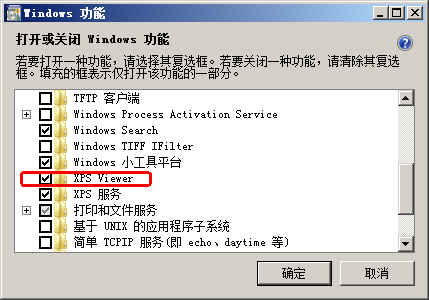 Windows 功能
打开或关闭 Windows 功能
若要打开一种功能，请选择其复选框。若要关闭一种功能，请清除其复选
框。填充的框表示仅打开该功能的一部分。
TFTP 客户端
Windows Process Activation Service
Windows Search
Windows TIFF IFilter
Windows 小工具平台
XPS Viewer
XPS 服务
打印和文件服务
基于 UNIX 的应用程序子系统
简单 TCPIP 服务(即 echo、daytime 等)
确定
取消